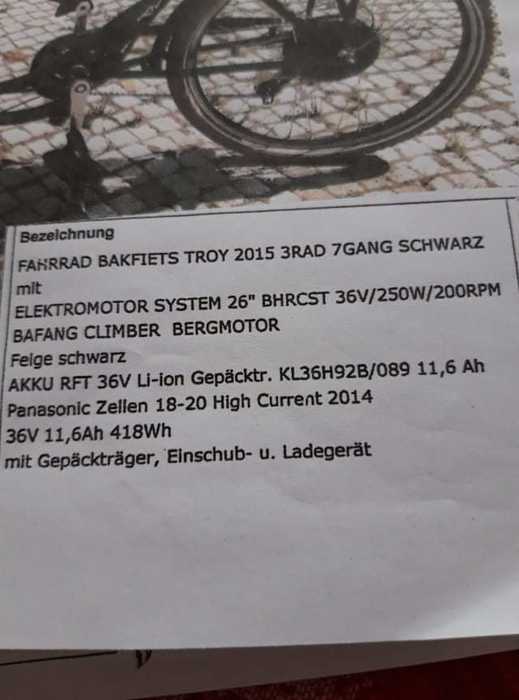 Bezeichnung
FAHRRAD BAKFIETS TROY 2015 3RAD 7GANG SCHWARZ
mit
ELEKTROMOTOR SYSTEM 26" BHRCST 36V/250W/200RPM
BAFANG CLIMBER BERGMOTOR
Felge schwarz
AKKU RFT 36V Li-ion Gepäcktr. KL36H92B/089 11,6 Ah
Panasonic Zellen 18-20 High Current 2014
36V 11,6Ah 418Wh
mit Gepäckträger, Einschub- u. Ladegerät